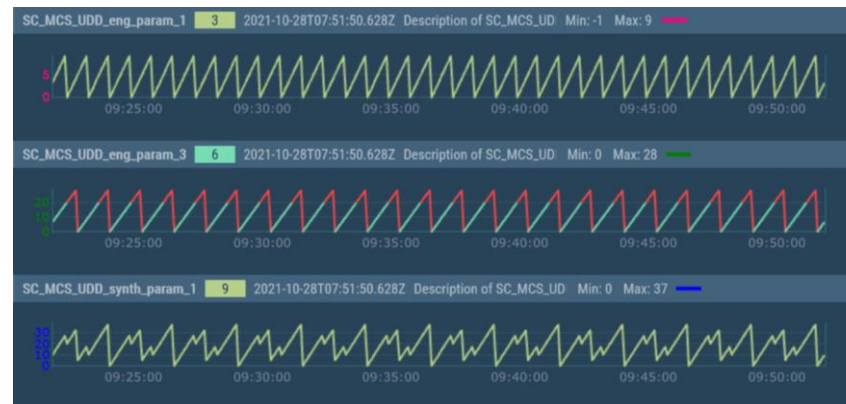 SC_MCS_UDD_eng_param_1 3 2021-10-28T07:51:50.628Z Description of SC_MCS_UD Min: -1 Max: 9
5
0
09:25:00 09:30:00 09:35:00 09:40:00 09:45:00 09:50:00
SC_MCS_UDD_eng_param_3 6 2021-10-28T07:51:50.628Z Description of SC_MCS_UD Min: 0 Max: 28
20
10
0
09:25:00 09:30:00 09:35:00 09:40:00 09:45:00 09:50:00
SC_MCS_UDD_synth_param_1 9 2021-10-28T07:51:50.628Z Description of SC_MCS_UD Min: 0 Max: 37
30
20
10
0
09:25:00 09:30:00 09:35:00 09:40:00 09:45:00 09:50:00